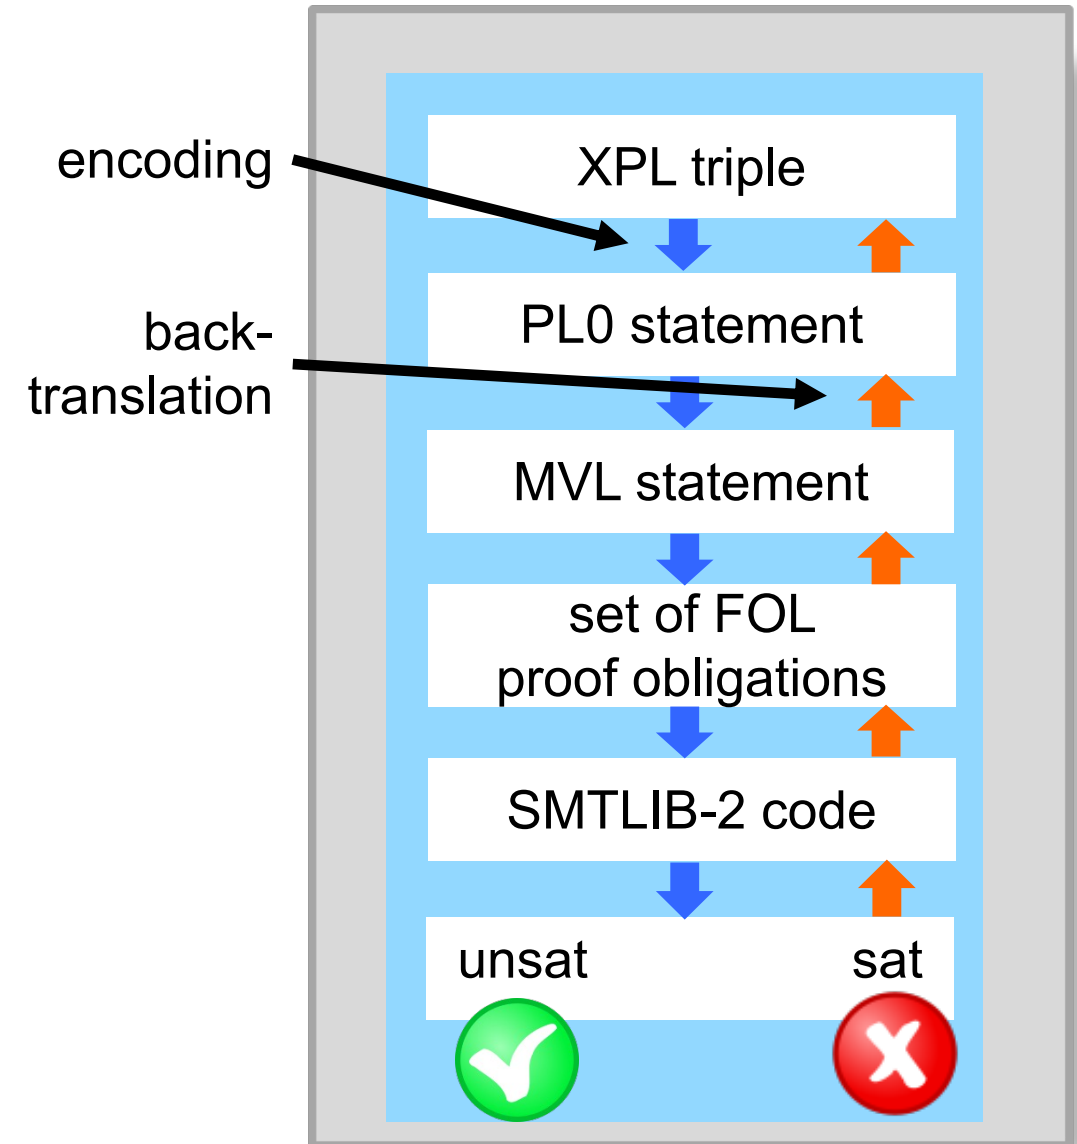 encoding
XPL triple
back-
translation
PL0 statement
MVL statement
set of FOL
proof obligations
SMTLIB-2 code
unsat
sat